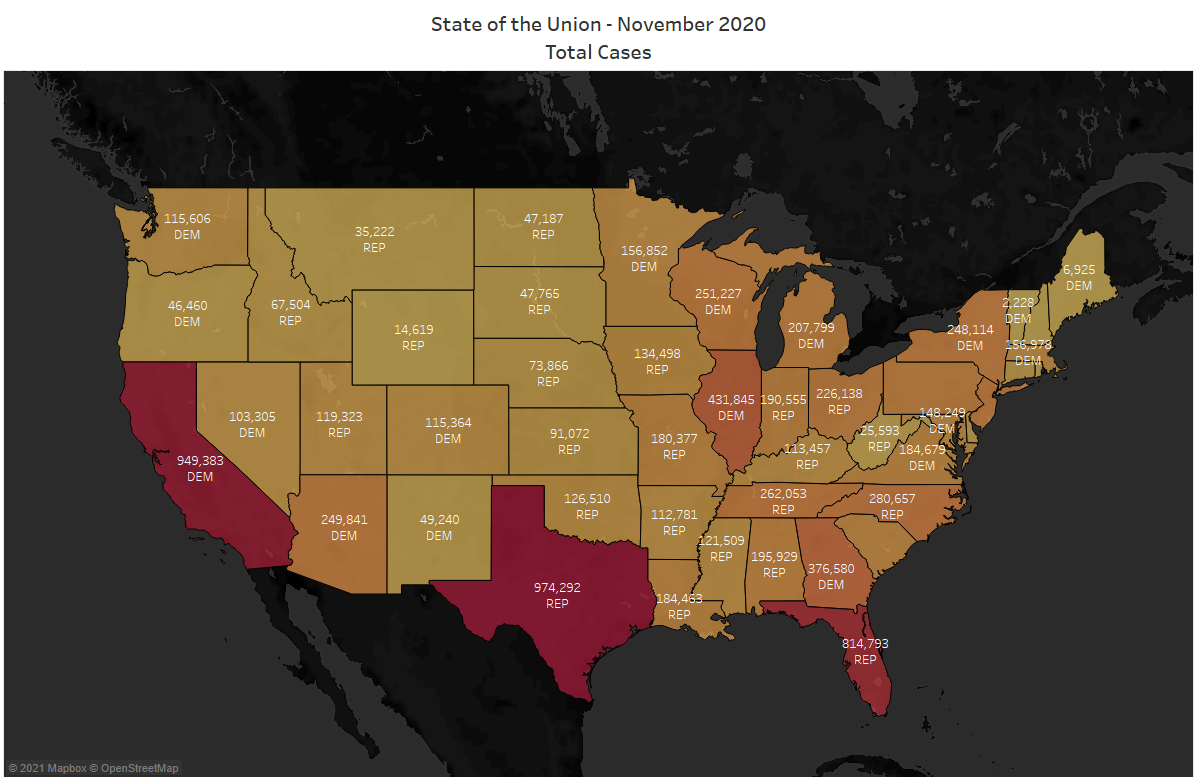 State of the Union - November 2020
Total Cases
115,606
DEM
35,222
REP
47,187
REP
156,852
DEM
6,925
DEM
46,460
DEM
67,504
REP
14,619
REP
47,765
REP
251,227
DEM
207,799
DEM
248,114
DEM
2,228
DEM
156,978
DEM
73,866
REP
134,498
REP
103,305
DEM
119,323
REP
115,364
DEM
91,072
REP
180,377
REP
431,845
DEM
190,555
REP
226,138
REP
25,593
REP
148,249
DEM
184,679
DEM
113,457
REP
949,383
DEM
249,841
DEM
49,240
DEM
126,510
REP
112,781
REP
262,053
REP
280,657
REP
121,509
REP
195,929
REP
376,580
DEM
974,292
REP
184,463
REP
814,793
REP
© 2021 Mapbox © OpenStreetMap